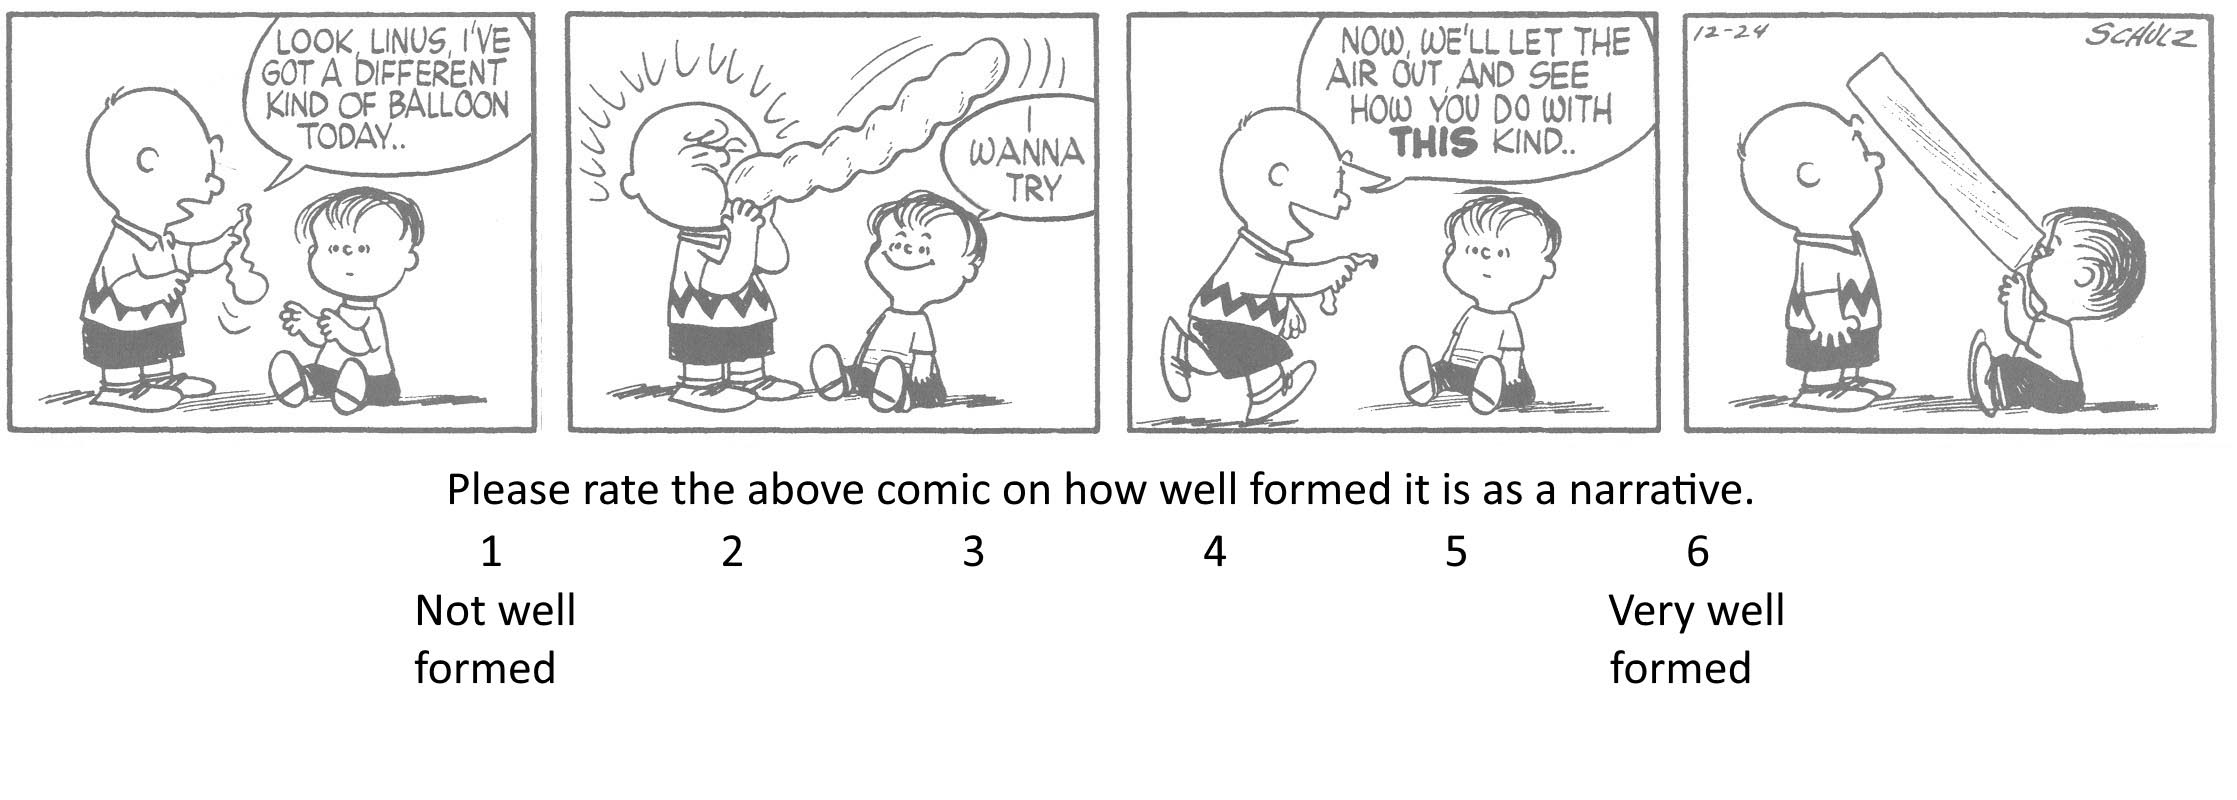 LOOK, LINUS, I'VE
GOT A DIFFERENT
KIND OF BALLOON
TODAY..
I
WANNA
TRY
NOW, WE'LL LET THE
AIR OUT, AND SEE
HOW YOU DO WITH
THIS KIND..
12-24
SCHULZ
Please rate the above comic on how well formed it is as a narrative.
1 2 3 4 5 6
Not well
formed
Very well
formed